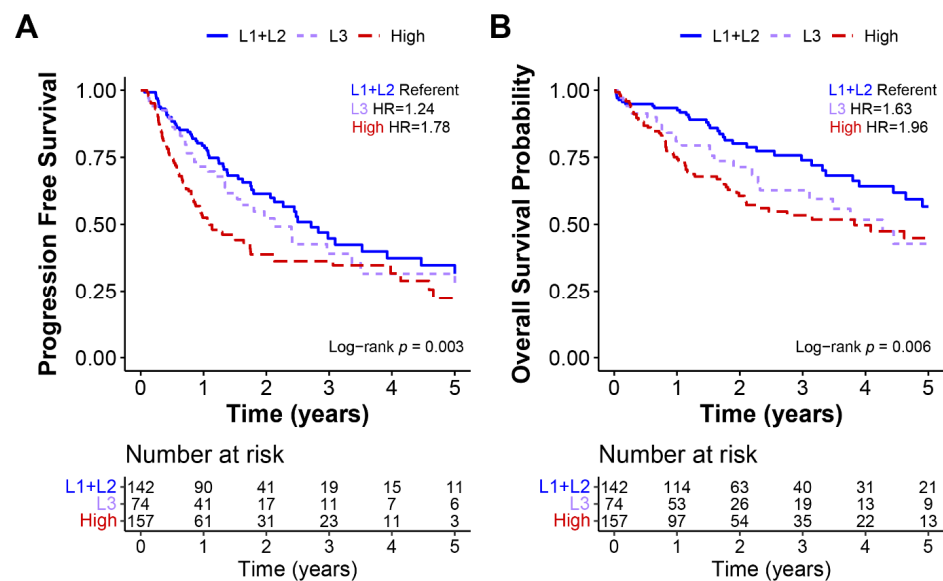 A
L1+L2 L3 High
Progression Free Survival
1.00
0.75
0.50
0.25
0.00
L1+L2 Referent
L3 HR=1.24
High HR=1.78
Log-rank p = 0.003
0 1 2 3 4 5
Time (years)
Number at risk
L1+L2 142 90 41 19 15 11
L3 74 41 17 11 7 6
High 157 61 31 23 11 3
0 1 2 3 4 5
Time (years)
B
L1+L2 L3 High
Overall Survival Probability
1.00
0.75
0.50
0.25
0.00
L1+L2 Referent
L3 HR=1.63
High HR=1.96
Log-rank p = 0.006
0 1 2 3 4 5
Time (years)
Number at risk
L1+L2 142 114 63 40 31 21
L3 74 53 26 19 13 9
High 157 97 54 35 22 13
0 1 2 3 4 5
Time (years)